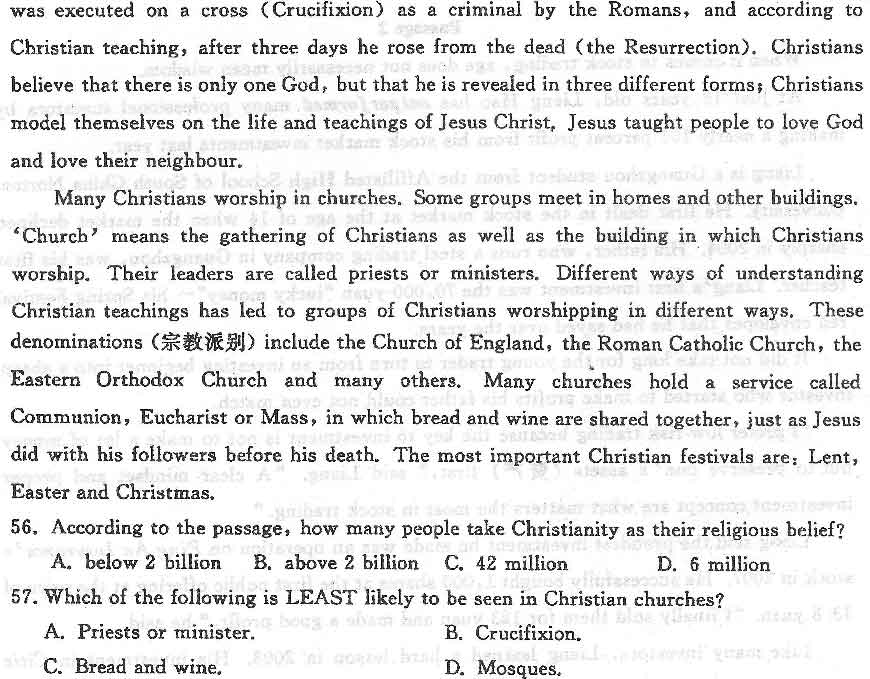 was executed on a cross (Crucifixion) as a criminal by the Romans, and according to
Christian teaching, after three days he rose from the dead (the Resurrection). Christians
believe that there is only one God, but that he is revealed in three different forms; Christians
model themselves on the life and teachings of Jesus Christ, Jesus taught people to love God
and love their neighbour.
Many Christians worship in churches. Some groups meet in homes and other buildings.
‘Church’ means the gathering of Christians as well as the building in which Christians
worship. Their leaders are called priests or ministers. Different ways of understanding
Christian teachings has led to groups of Christians worshipping in different ways. These
denominations (宗教派别) include the Church of England, the Roman Catholic Church, the
Eastern Orthodox Church and many others. Many churches hold a service called
Communion, Eucharist or Mass, in which bread and wine are shared together, just as Jesus
did with his followers before his death. The most important Christian festivals are: Lent,
Easter and Christmas.
56. According to the passage, how many people take Christianity as their religious belief?
A. below 2 billion B. above 2 billion C. 42 million D. 6 million
57. Which of the following is LEAST likely to be seen in Christian churches?
A. Priests or minister. B. Crucifixion.
C. Bread and wine. D. Mosques.